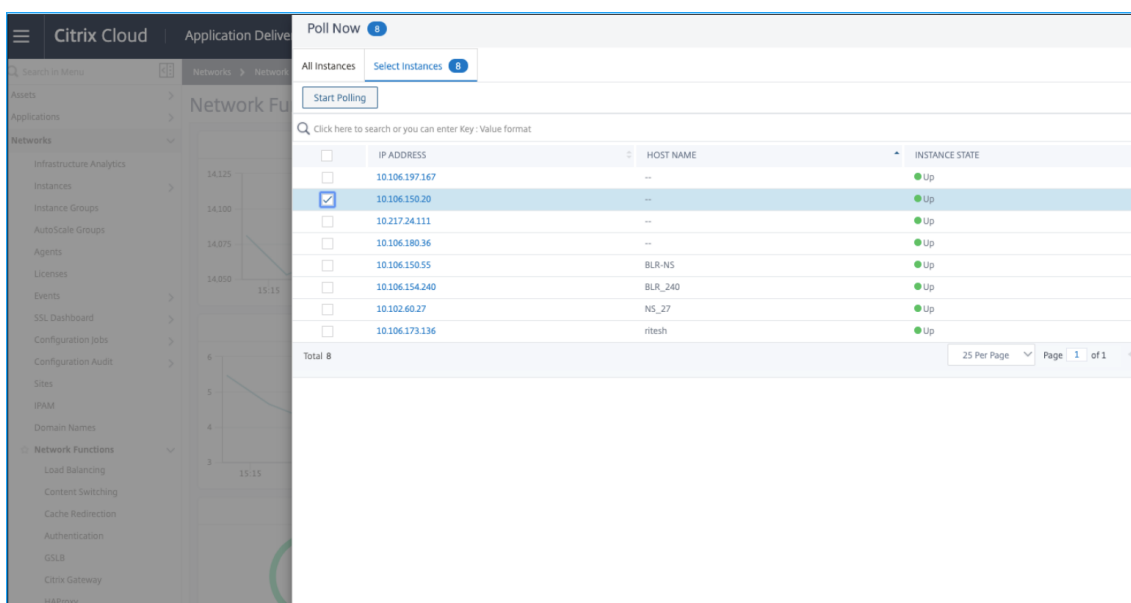 Citrix Cloud
Application Delive
Search in Menu
Networks > Network
Assets
Applications
Networks
Infrastructure Analytics
Instances
Instance Groups
AutoScale Groups
Agents
Licenses
Events
SSL Dashboard
Configuration Jobs
Configuration Audit
Sites
IPAM
Domain Names
Network Functions
Load Balancing
Content Switching
Cache Redirection
Authentication
GSLB
Citrix Gateway
HAProxy
Network Fu
14,125
14,100
14,075
14,050
15:15
6
5
4
3
15:15
Poll Now 8
All Instances Select Instances 8
Start Polling
Click here to search or you can enter Key : Value format
IP ADDRESS HOST NAME INSTANCE STATE
10.106.197.167 -- Up
10.106.150.20 -- Up
10.217.24.111 -- Up
10.106.180.36 -- Up
10.106.150.55 BLR-NS Up
10.106.154.240 BLR_240 Up
10.102.60.27 NS_27 Up
10.106.173.136 ritesh Up
Total 8 25 Per Page Page 1 of 1